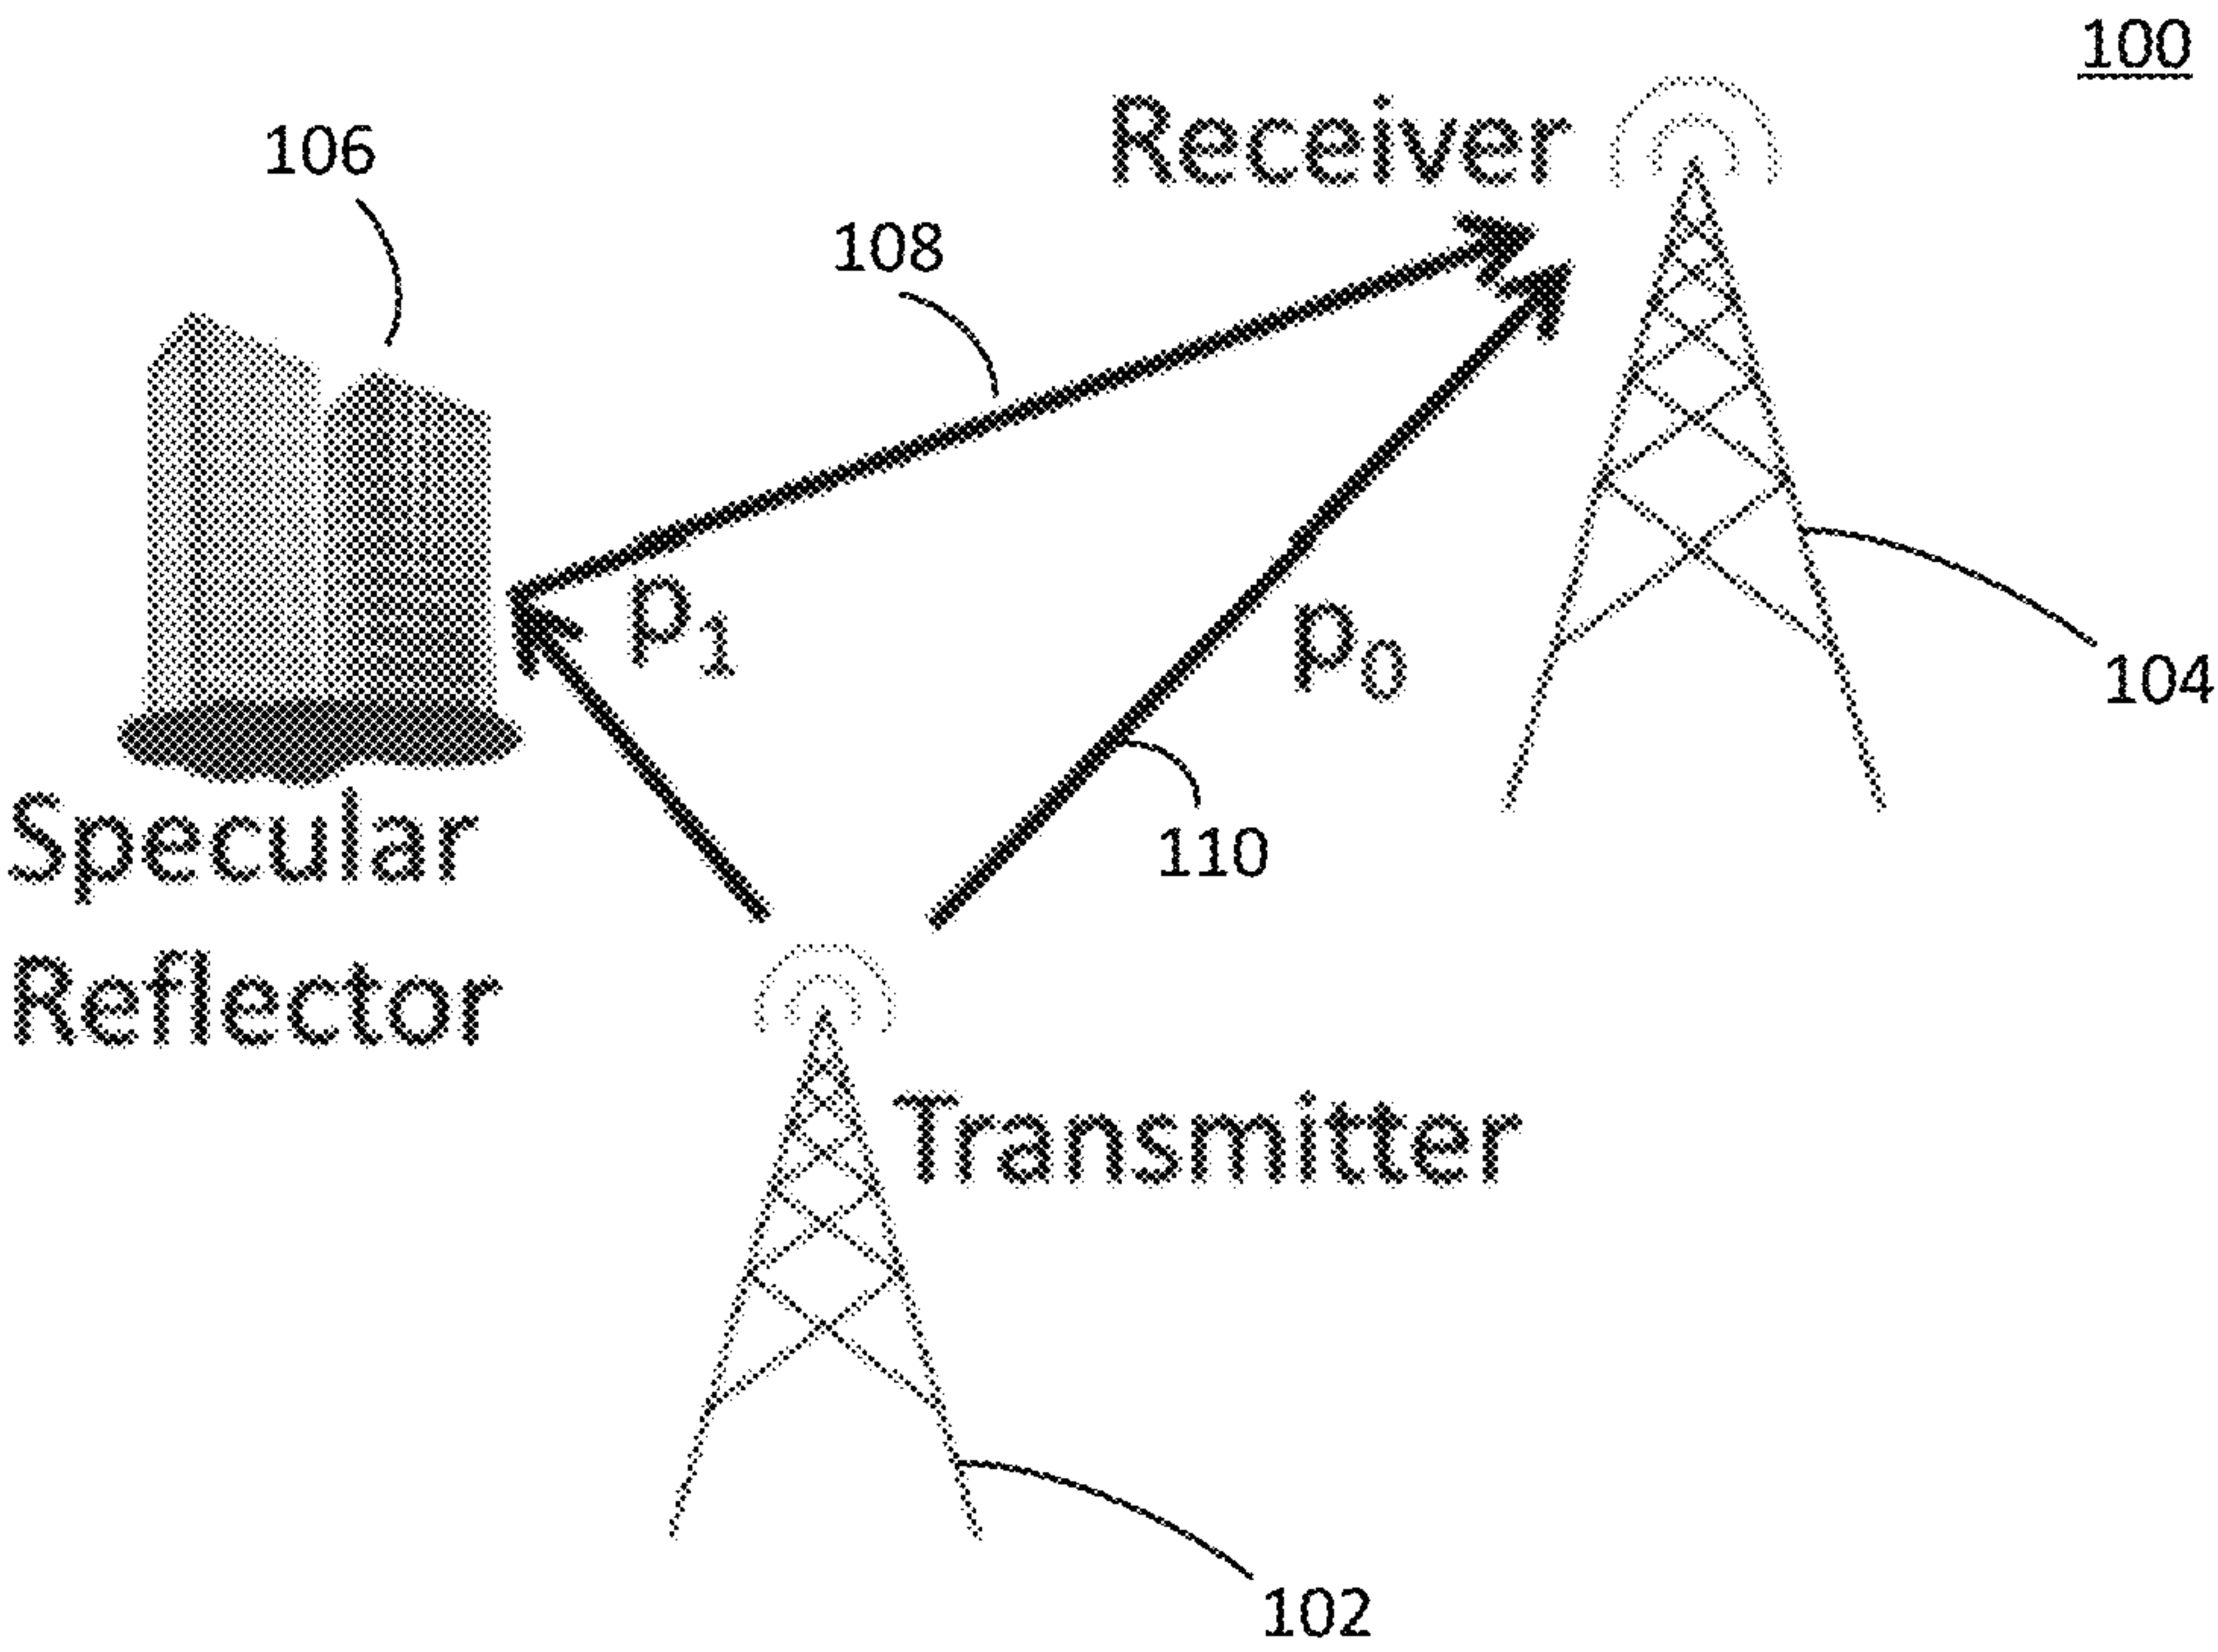 100
Receiver
106
108
p1
p0
104
Specular
Reflector
110
Transmitter
102